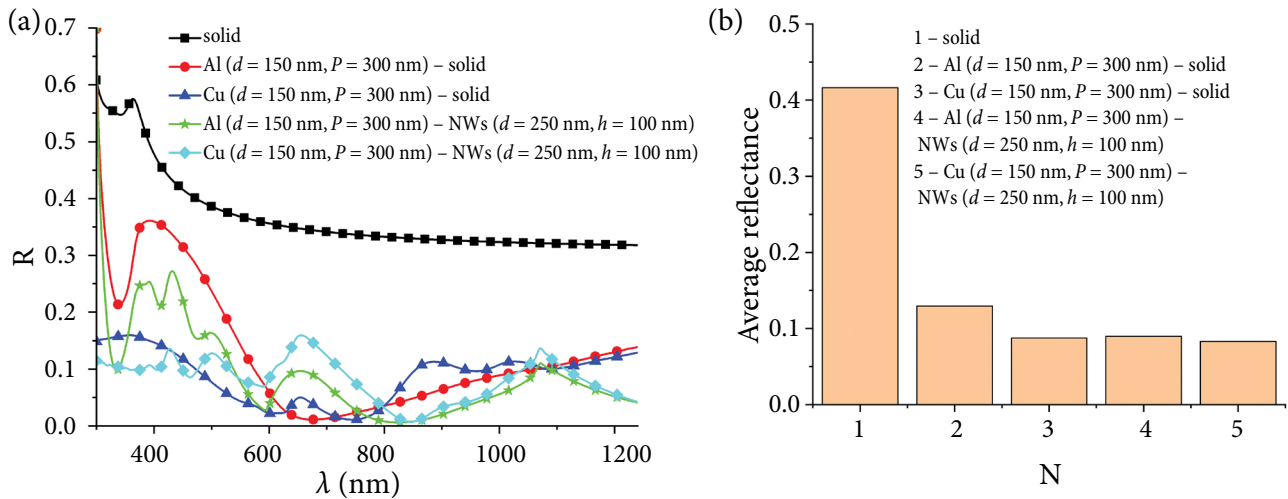 (a)
0.7
0.6
0.5
0.4
0.3
0.2
0.1
0.0
R
solid
Al (d = 150 nm, P = 300 nm) – solid
Cu (d = 150 nm, P = 300 nm) – solid
Al (d = 150 nm, P = 300 nm) – NWs (d = 250 nm, h = 100 nm)
Cu (d = 150 nm, P = 300 nm) – NWs (d = 250 nm, h = 100 nm)
400 600 800 1000 1200
λ (nm)
(b)
0.5
0.4
0.3
0.2
0.1
0.0
Average reflectance
1 – solid
2 – Al (d = 150 nm, P = 300 nm) – solid
3 – Cu (d = 150 nm, P = 300 nm) – solid
4 – Al (d = 150 nm, P = 300 nm) –
NWs (d = 250 nm, h = 100 nm)
5 – Cu (d = 150 nm, P = 300 nm) –
NWs (d = 250 nm, h = 100 nm)
1 2 3 4 5
N